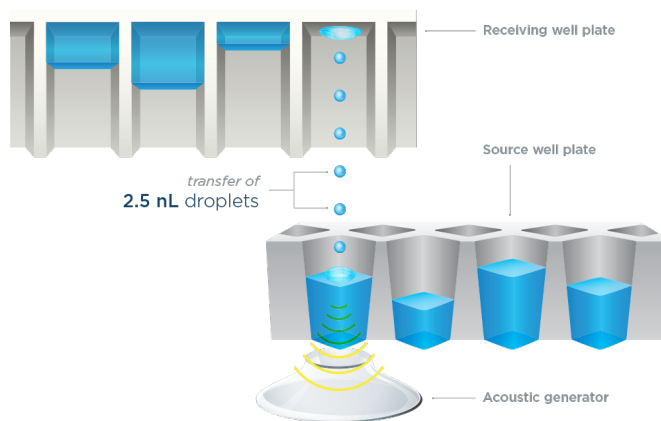 Receiving well plate
Source well plate
transfer of
2.5 nL droplets
Acoustic generator